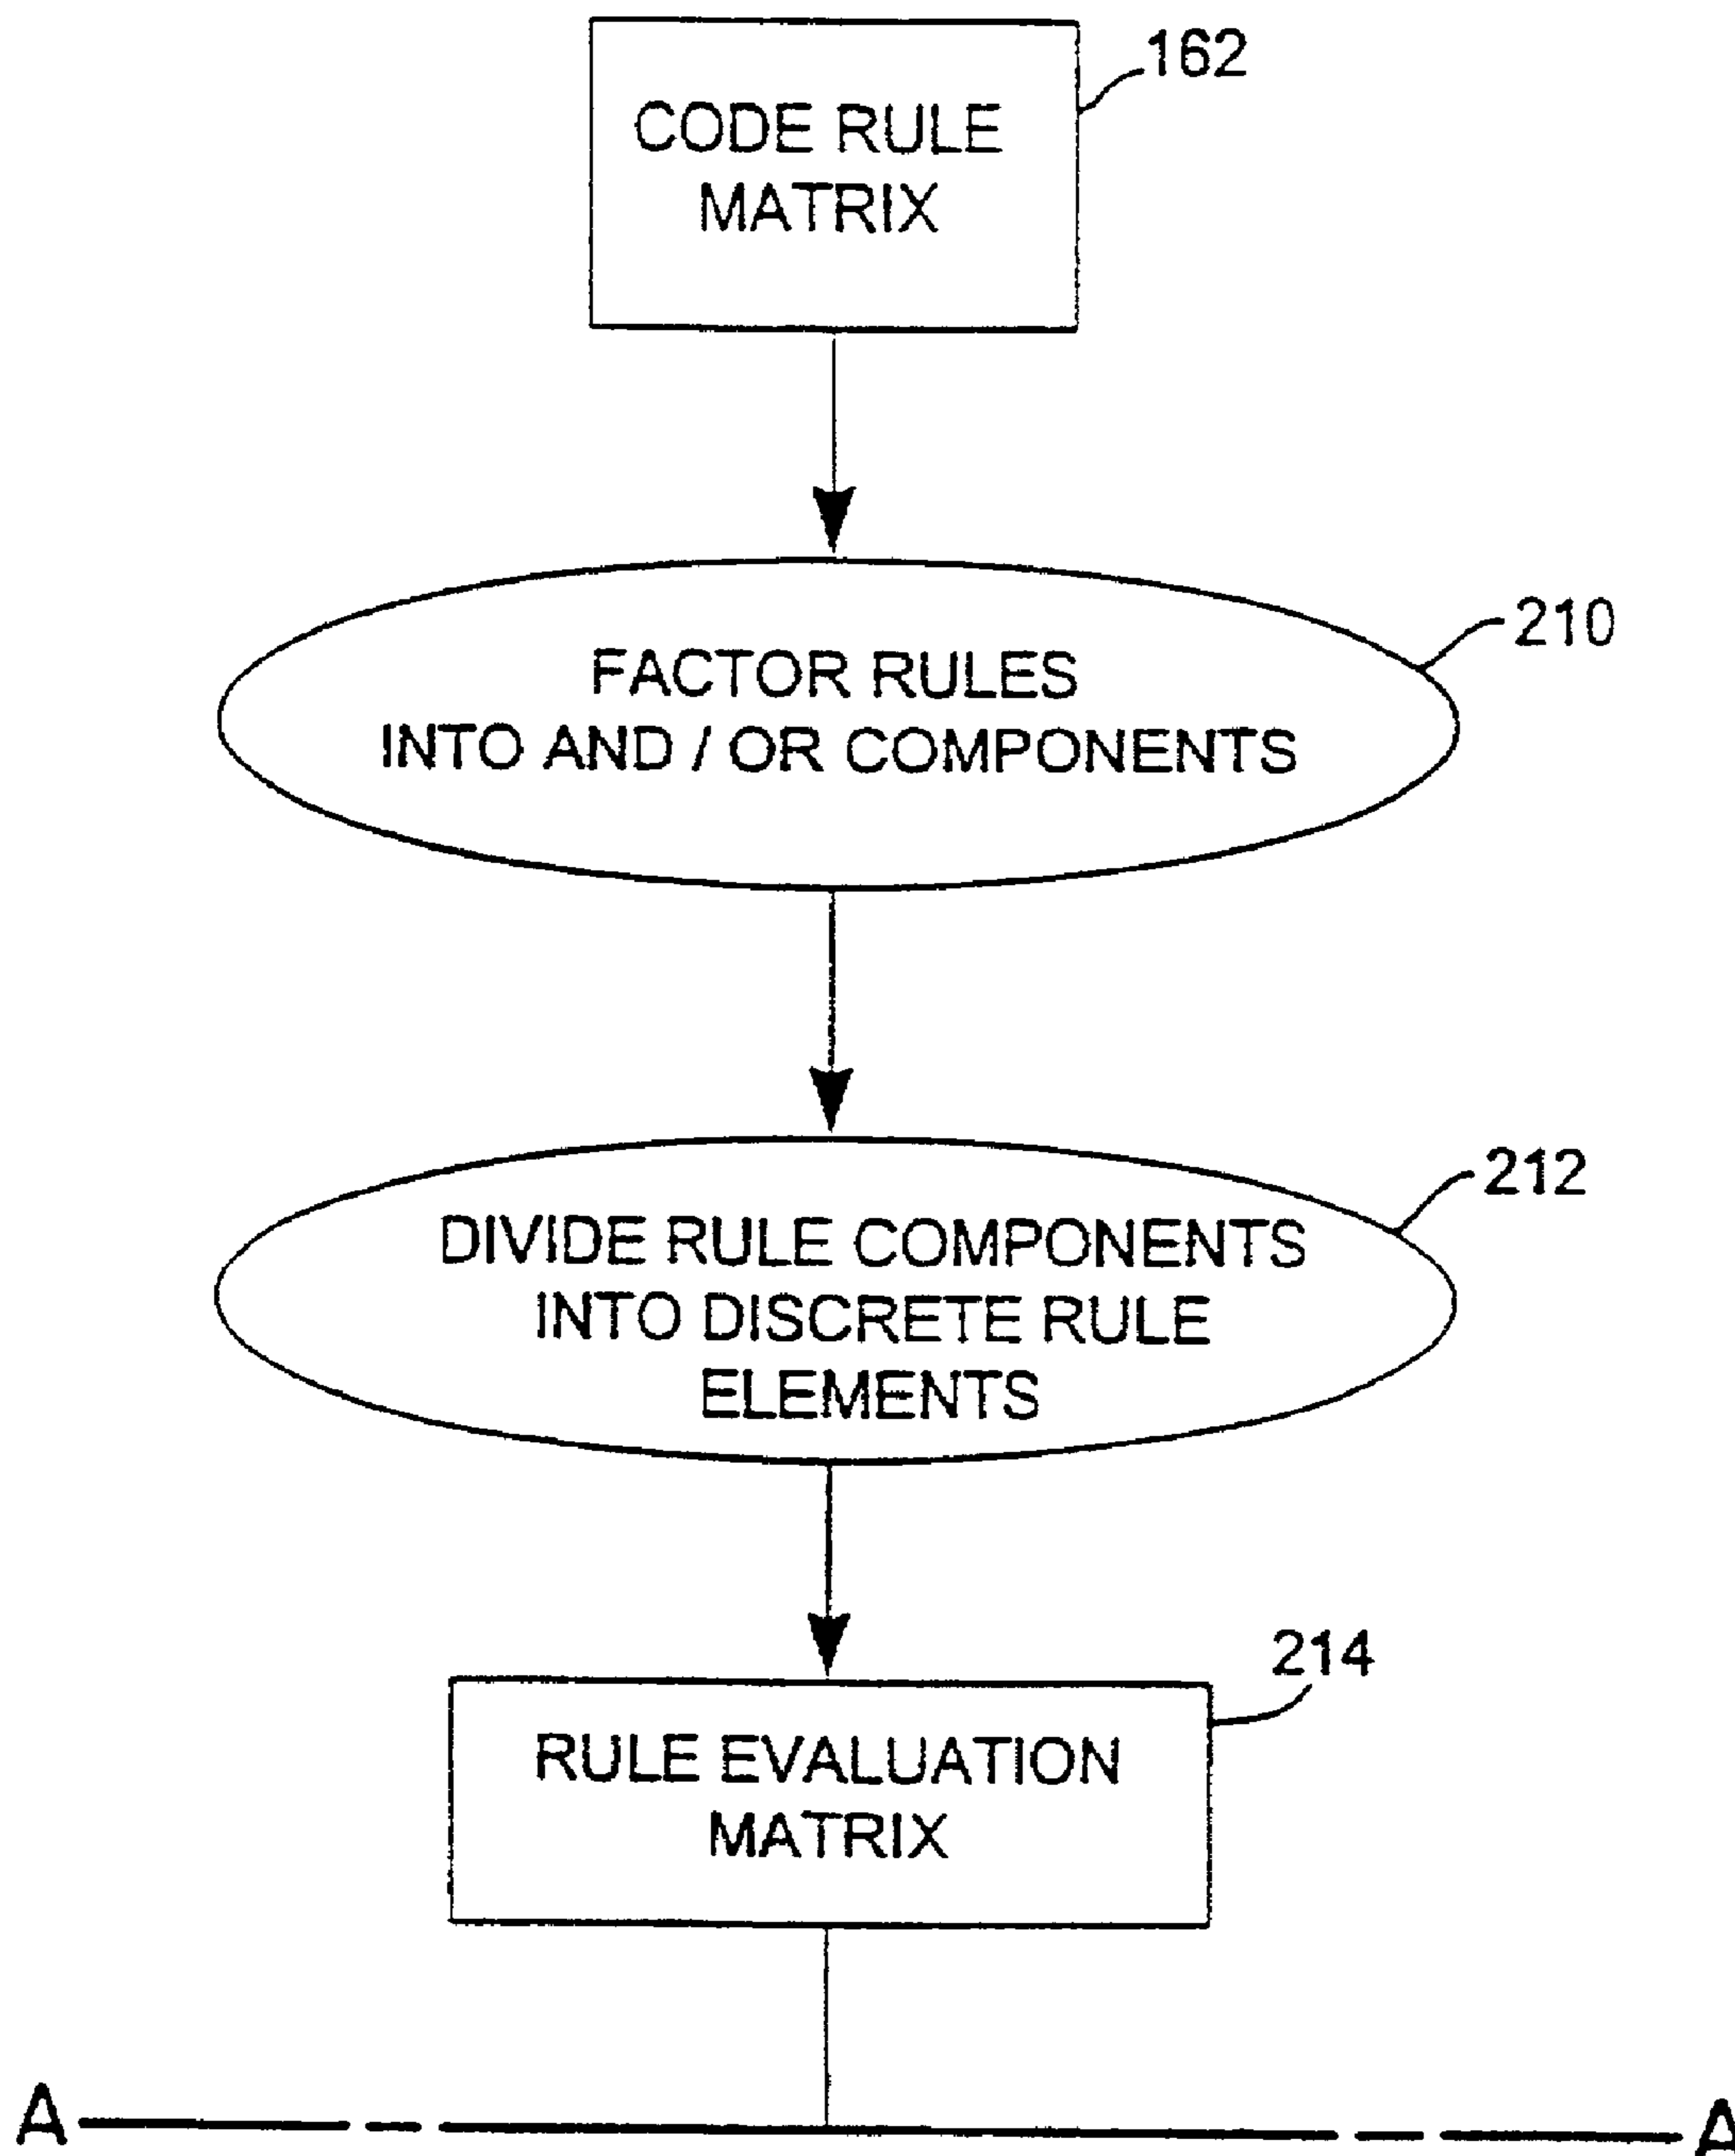 162
CODE RULE
MATRIX
210
FACTOR RULES
INTO AND / OR COMPONENTS
212
DIVIDE RULE COMPONENTS
INTO DISCRETE RULE
ELEMENTS
214
RULE EVALUATION
MATRIX
A A